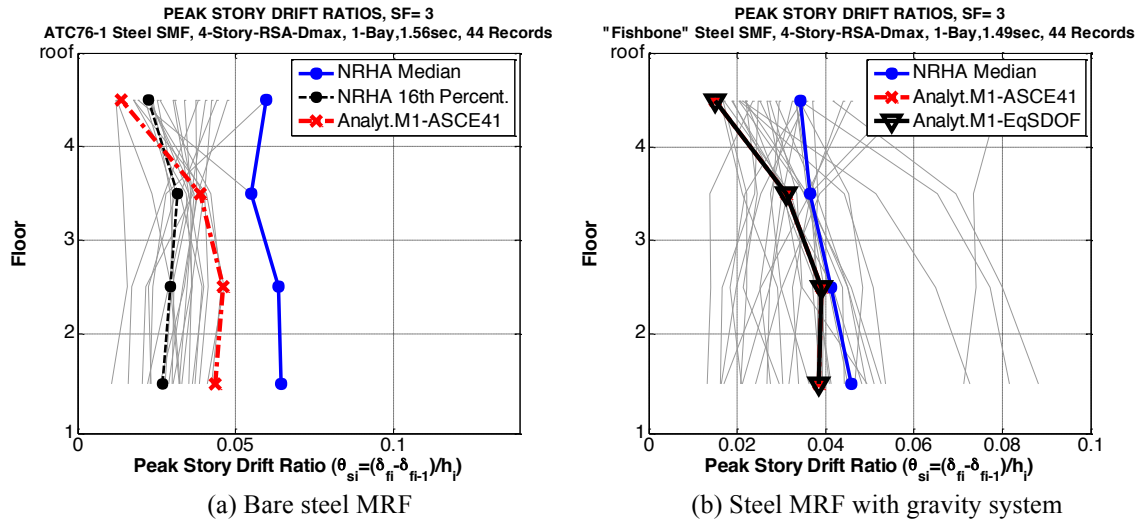 PEAK STORY DRIFT RATIOS, SF= 3
ATC76-1 Steel SMF, 4-Story-RSA-Dmax, 1-Bay,1.56sec, 44 Records
roof
4
3
2
1
Floor
NRHA Median
NRHA 16th Percent.
Analyt.M1-ASCE41
0
0.05
0.1
Peak Story Drift Ratio (θsi=(δfi-δfi-1)/hi)
(a) Bare steel MRF
PEAK STORY DRIFT RATIOS, SF= 3
"Fishbone" Steel SMF, 4-Story-RSA-Dmax, 1-Bay,1.49sec, 44 Records
roof
4
3
2
1
Floor
NRHA Median
Analyt.M1-ASCE41
Analyt.M1-EqSDOF
0
0.02
0.04
0.06
0.08
0.1
Peak Story Drift Ratio (θsi=(δfi-δfi-1)/hi)
(b) Steel MRF with gravity system